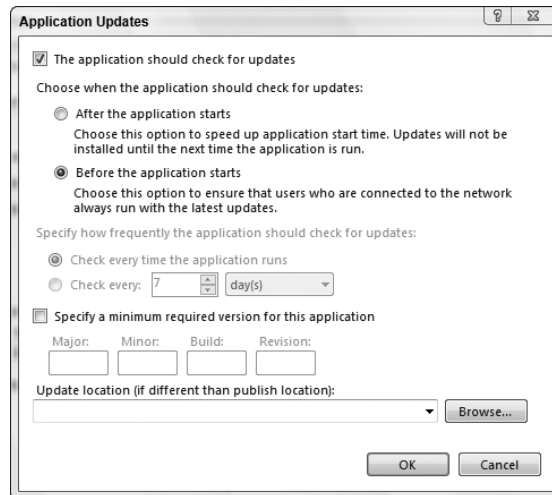 Application Updates
The application should check for updates
Choose when the application should check for updates:
After the application starts
Choose this option to speed up application start time. Updates will not be
installed until the next time the application is run.
Before the application starts
Choose this option to ensure that users who are connected to the network
always run with the latest updates.
Specify how frequently the application should check for updates:
Check every time the application runs
Check every: 7 day(s)
Specify a minimum required version for this application
Major: Minor: Build: Revision:
Update location (if different than publish location):
Browse...
OK Cancel